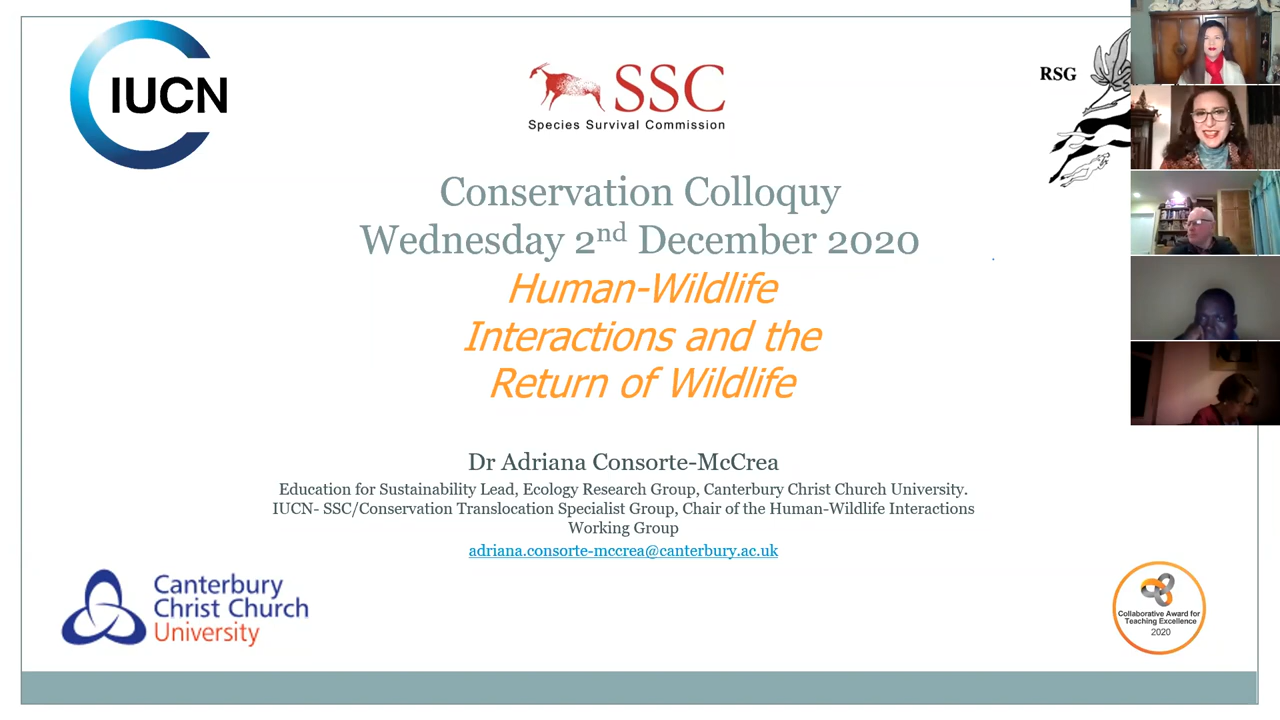 IUCN
SSC
Species Survival Commission
RSG
Conservation Colloquy
Wednesday 2nd December 2020
Human-Wildlife
Interactions and the
Return of Wildlife
Dr Adriana Consorte-McCrea
Education for Sustainability Lead, Ecology Research Group, Canterbury Christ Church University.
IUCN- SSC/Conservation Translocation Specialist Group, Chair of the Human-Wildlife Interactions
Working Group
adriana.consorte-mccrea@canterbury.ac.uk
Canterbury
Christ Church
University
Collaborative Award for
Teaching Excellence
2020